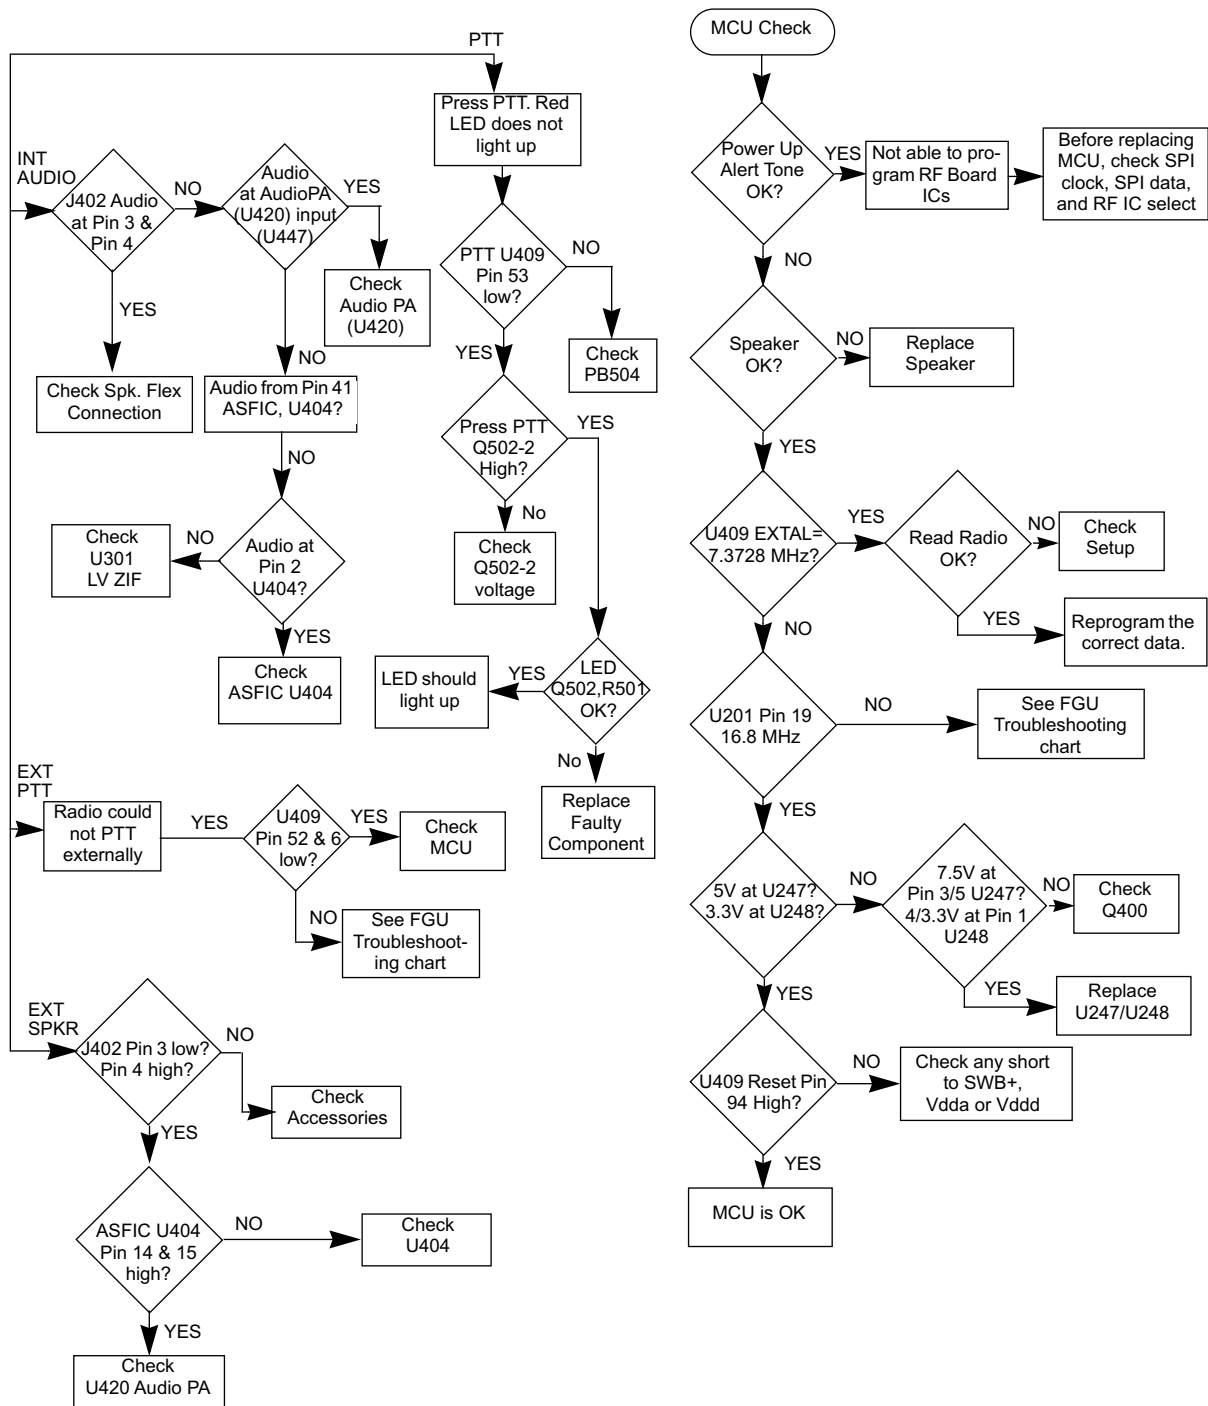 PTT
Press PTT. Red
LED does not
light up
INT
AUDIO
J402 Audio
at Pin 3 &
Pin 4
NO
Audio
at AudioPA
(U420) input
(U447)
YES
Check
Audio PA
(U420)
YES
Check Spk. Flex
Connection
NO
Audio from Pin 41
ASFIC, U404?
NO
Audio at
Pin 2
U404?
NO
Check
U301
LV ZIF
YES
Check
ASFIC U404
PTT U409
Pin 53
low?
NO
Check
PB504
YES
Press PTT
Q502-2
High?
YES
No
Check
Q502-2
voltage
LED
Q502,R501
OK?
YES
LED should
light up
No
Replace
Faulty
Component
EXT
PTT
Radio could
not PTT
externally
YES
U409
Pin 52 & 6
low?
YES
Check
MCU
NO
See FGU
Troubleshoot-
ing chart
EXT
SPKR
J402 Pin 3 low?
Pin 4 high?
NO
Check
Accessories
YES
ASFIC U404
Pin 14 & 15
high?
NO
Check
U404
YES
Check
U420 Audio PA
MCU Check
Power Up
Alert Tone
OK?
YES
Not able to pro-
gram RF Board
ICs
Before replacing
MCU, check SPI
clock, SPI data,
and RF IC select
NO
Speaker
OK?
NO
Replace
Speaker
YES
U409 EXTAL=
7.3728 MHz?
YES
Read Radio
OK?
NO
Check
Setup
YES
Reprogram the
correct data.
NO
U201 Pin 19
16.8 MHz
NO
See FGU
Troubleshooting
chart
YES
5V at U247?
3.3V at U248?
NO
7.5V at
Pin 3/5 U247?
4/3.3V at Pin 1
U248
NO
Check
Q400
YES
Replace
U247/U248
YES
U409 Reset Pin
94 High?
NO
Check any short
to SWB+,
Vdda or Vddd
YES
MCU is OK